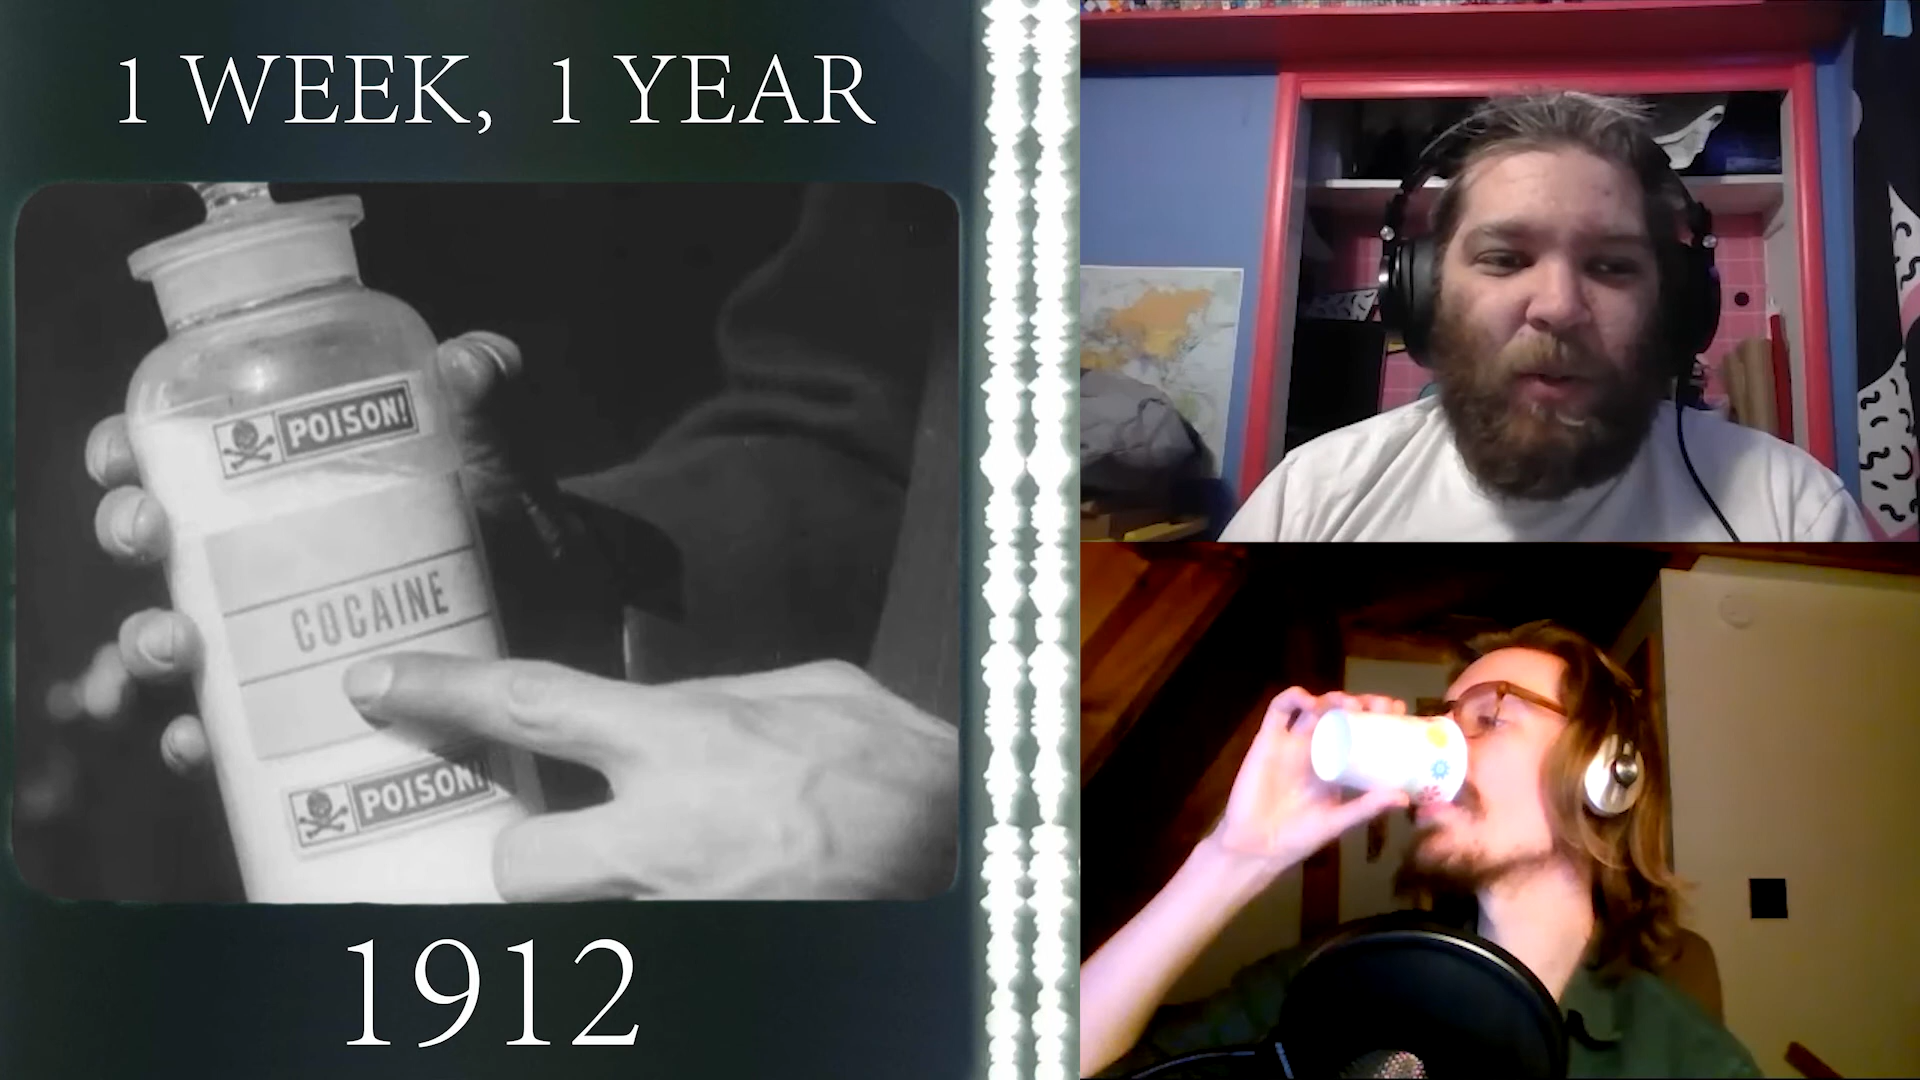 1 WEEK, 1 YEAR
POISON!
COCAINE
POISON!
1912